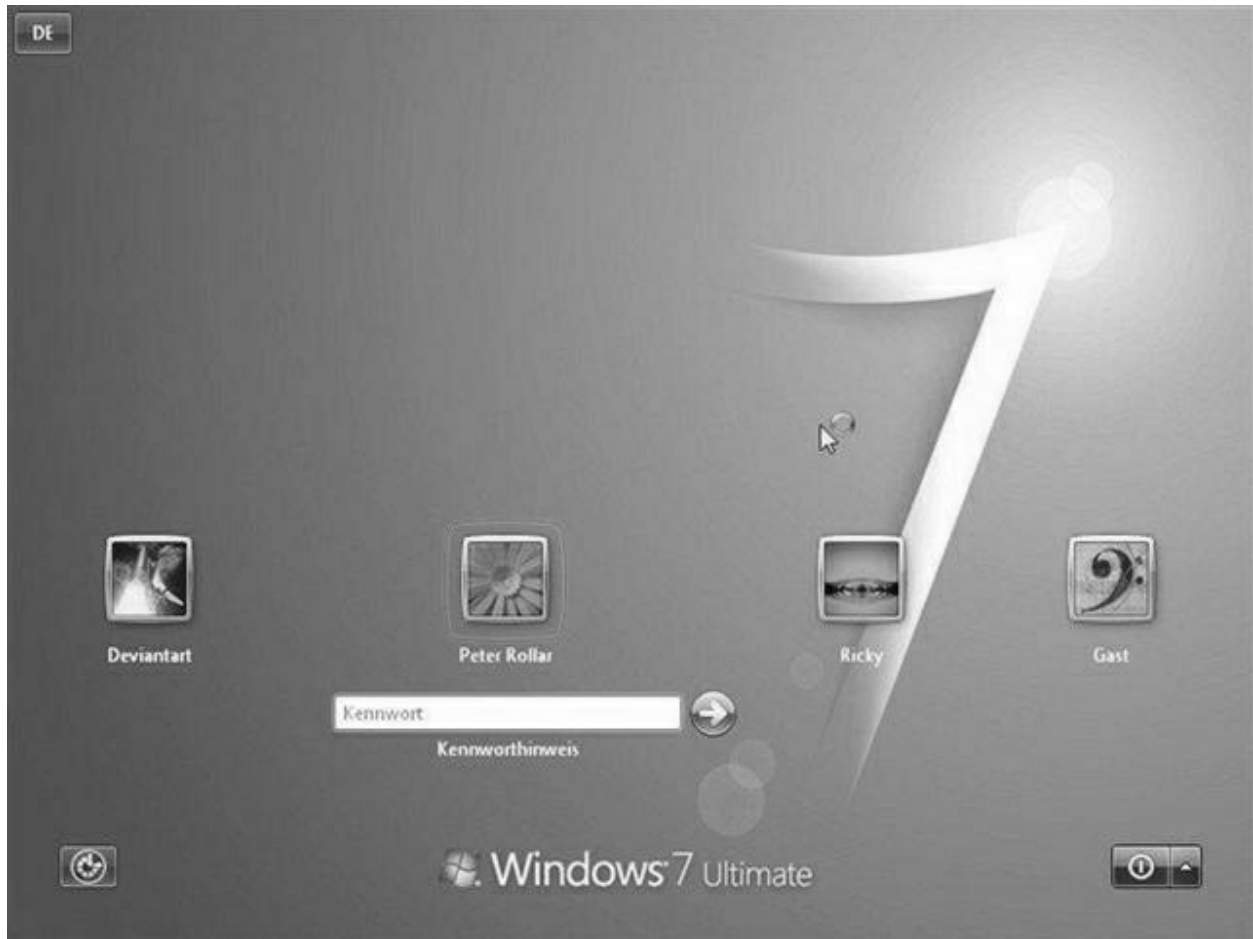 DE
Deviantart
Peter Rollar
Ricky
Gast
Kennwort
Kennworthinweis
Windows 7 Ultimate